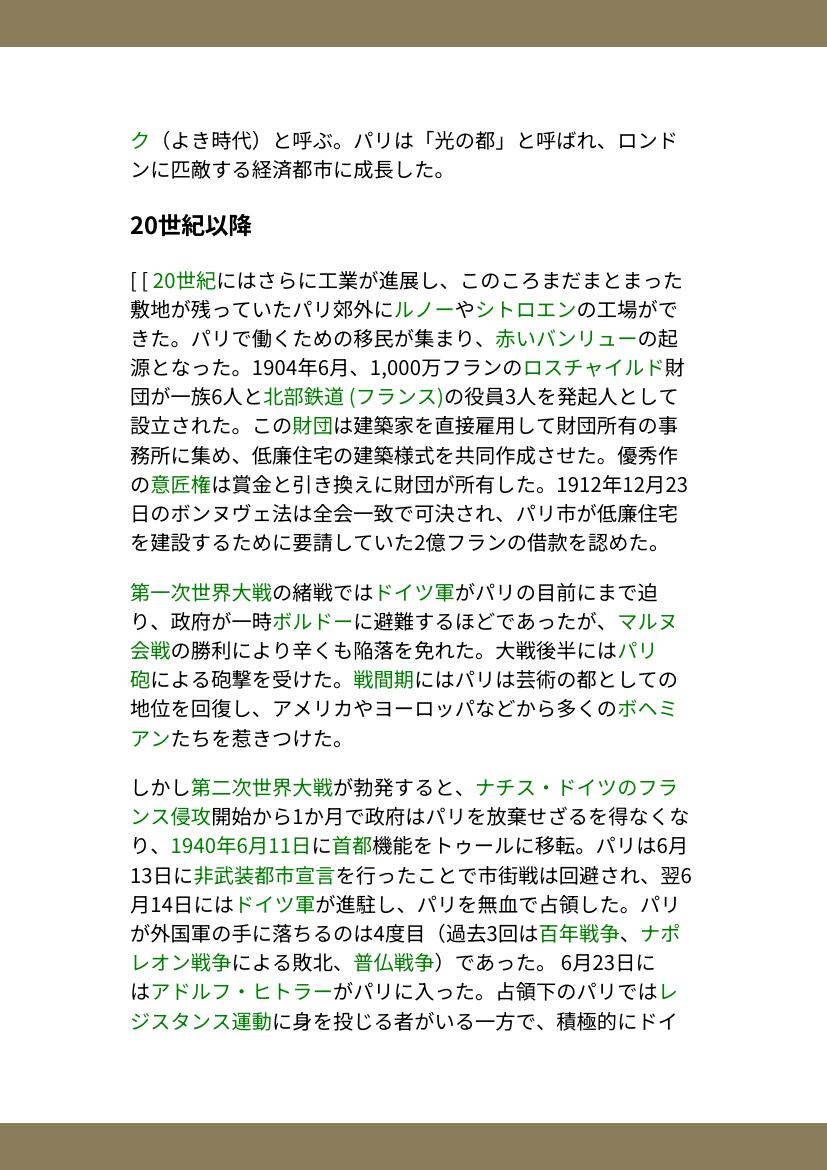 ク（よき時代）と呼ぶ。パリは「光の都」と呼ばれ、ロンド
ンに匹敵する経済都市に成長した。
20世紀以降
[ [ 20世紀にはさらに工業が進展し、このころまだまとまった
敷地が残っていたパリ郊外にルノーやシトロエンの工場がで
きた。パリで働くための移民が集まり、赤いバンリューの起
源となった。1904年6月、1,000万フランのロスチャイルド財
団が一族6人と北部鉄道 (フランス)の役員3人を発起人として
設立された。この財団は建築家を直接雇用して財団所有の事
務所に集め、低廉住宅の建築様式を共同作成させた。優秀作
の意匠権は賞金と引き換えに財団が所有した。1912年12月23
日のボンヌヴェ法は全会一致で可決され、パリ市が低廉住宅
を建設するために要請していた2億フランの借款を認めた。
第一次世界大戦の緒戦ではドイツ軍がパリの目前にまで迫
り、政府が一時ボルドーに避難するほどであったが、マルヌ
会戦の勝利により辛くも陥落を免れた。大戦後半にはパリ
砲による砲撃を受けた。戦間期にはパリは芸術の都としての
地位を回復し、アメリカやヨーロッパなどから多くのボヘミ
アンたちを惹きつけた。
しかし第二次世界大戦が勃発すると、ナチス・ドイツのフラ
ンス侵攻開始から1か月で政府はパリを放棄せざるを得なくな
り、1940年6月11日に首都機能をトゥールに移転。パリは6月
13日に非武装都市宣言を行ったことで市街戦は回避され、翌6
月14日にはドイツ軍が進駐し、パリを無血で占領した。パリ
が外国軍の手に落ちるのは4度目（過去3回は百年戦争、ナポ
レオン戦争による敗北、普仏戦争）であった。 6月23日に
はアドルフ・ヒトラーがパリに入った。占領下のパリではレ
ジスタンス運動に身を投じる者がいる一方で、積極的にドイ